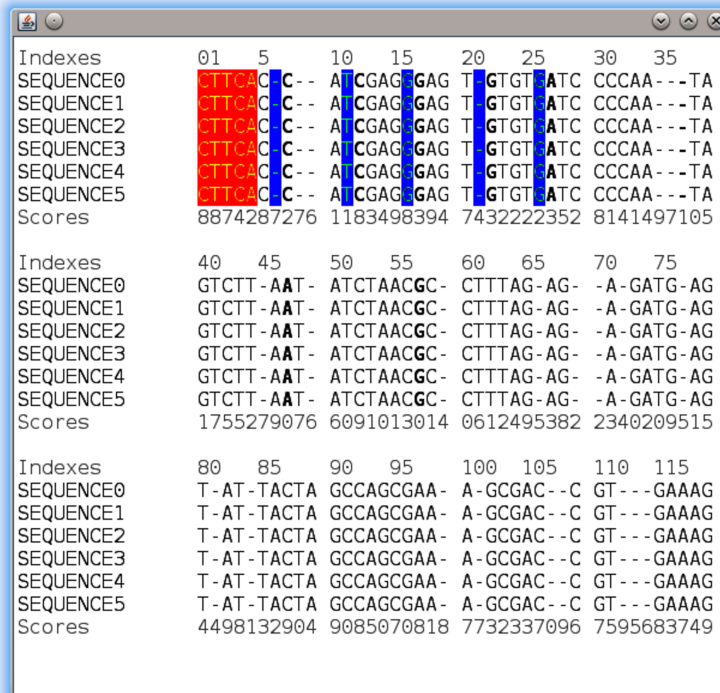 Indexes 01 5 10 15 20 25 30 35
SEQUENCE0 CTTCAC-C-- ATCGAGGGAG T-GTGTGATC CCCAA---TA
SEQUENCE1 CTTCAC-C-- ATCGAGGGAG T-GTGTGATC CCCAA---TA
SEQUENCE2 CTTCAC-C-- ATCGAGGGAG T-GTGTGATC CCCAA---TA
SEQUENCE3 CTTCAC-C-- ATCGAGGGAG T-GTGTGATC CCCAA---TA
SEQUENCE4 CTTCAC-C-- ATCGAGGGAG T-GTGTGATC CCCAA---TA
SEQUENCE5 CTTCAC-C-- ATCGAGGGAG T-GTGTGATC CCCAA---TA
Scores 8874287276 1183498394 7432222352 8141497105
Indexes 40 45 50 55 60 65 70 75
SEQUENCE0 GTCTT-AAT- ATCTAACGC- CTTTAG-AG- -A-GATG-AG
SEQUENCE1 GTCTT-AAT- ATCTAACGC- CTTTAG-AG- -A-GATG-AG
SEQUENCE2 GTCTT-AAT- ATCTAACGC- CTTTAG-AG- -A-GATG-AG
SEQUENCE3 GTCTT-AAT- ATCTAACGC- CTTTAG-AG- -A-GATG-AG
SEQUENCE4 GTCTT-AAT- ATCTAACGC- CTTTAG-AG- -A-GATG-AG
SEQUENCE5 GTCTT-AAT- ATCTAACGC- CTTTAG-AG- -A-GATG-AG
Scores 1755279076 6091013014 0612495382 2340209515
Indexes 80 85 90 95 100 105 110 115
SEQUENCE0 T-AT-TACTA GCCAGCGAA- A-GCGAC--C GT---GAAAG
SEQUENCE1 T-AT-TACTA GCCAGCGAA- A-GCGAC--C GT---GAAAG
SEQUENCE2 T-AT-TACTA GCCAGCGAA- A-GCGAC--C GT---GAAAG
SEQUENCE3 T-AT-TACTA GCCAGCGAA- A-GCGAC--C GT---GAAAG
SEQUENCE4 T-AT-TACTA GCCAGCGAA- A-GCGAC--C GT---GAAAG
SEQUENCE5 T-AT-TACTA GCCAGCGAA- A-GCGAC--C GT---GAAAG
Scores 4498132904 9085070818 7732337096 7595683749